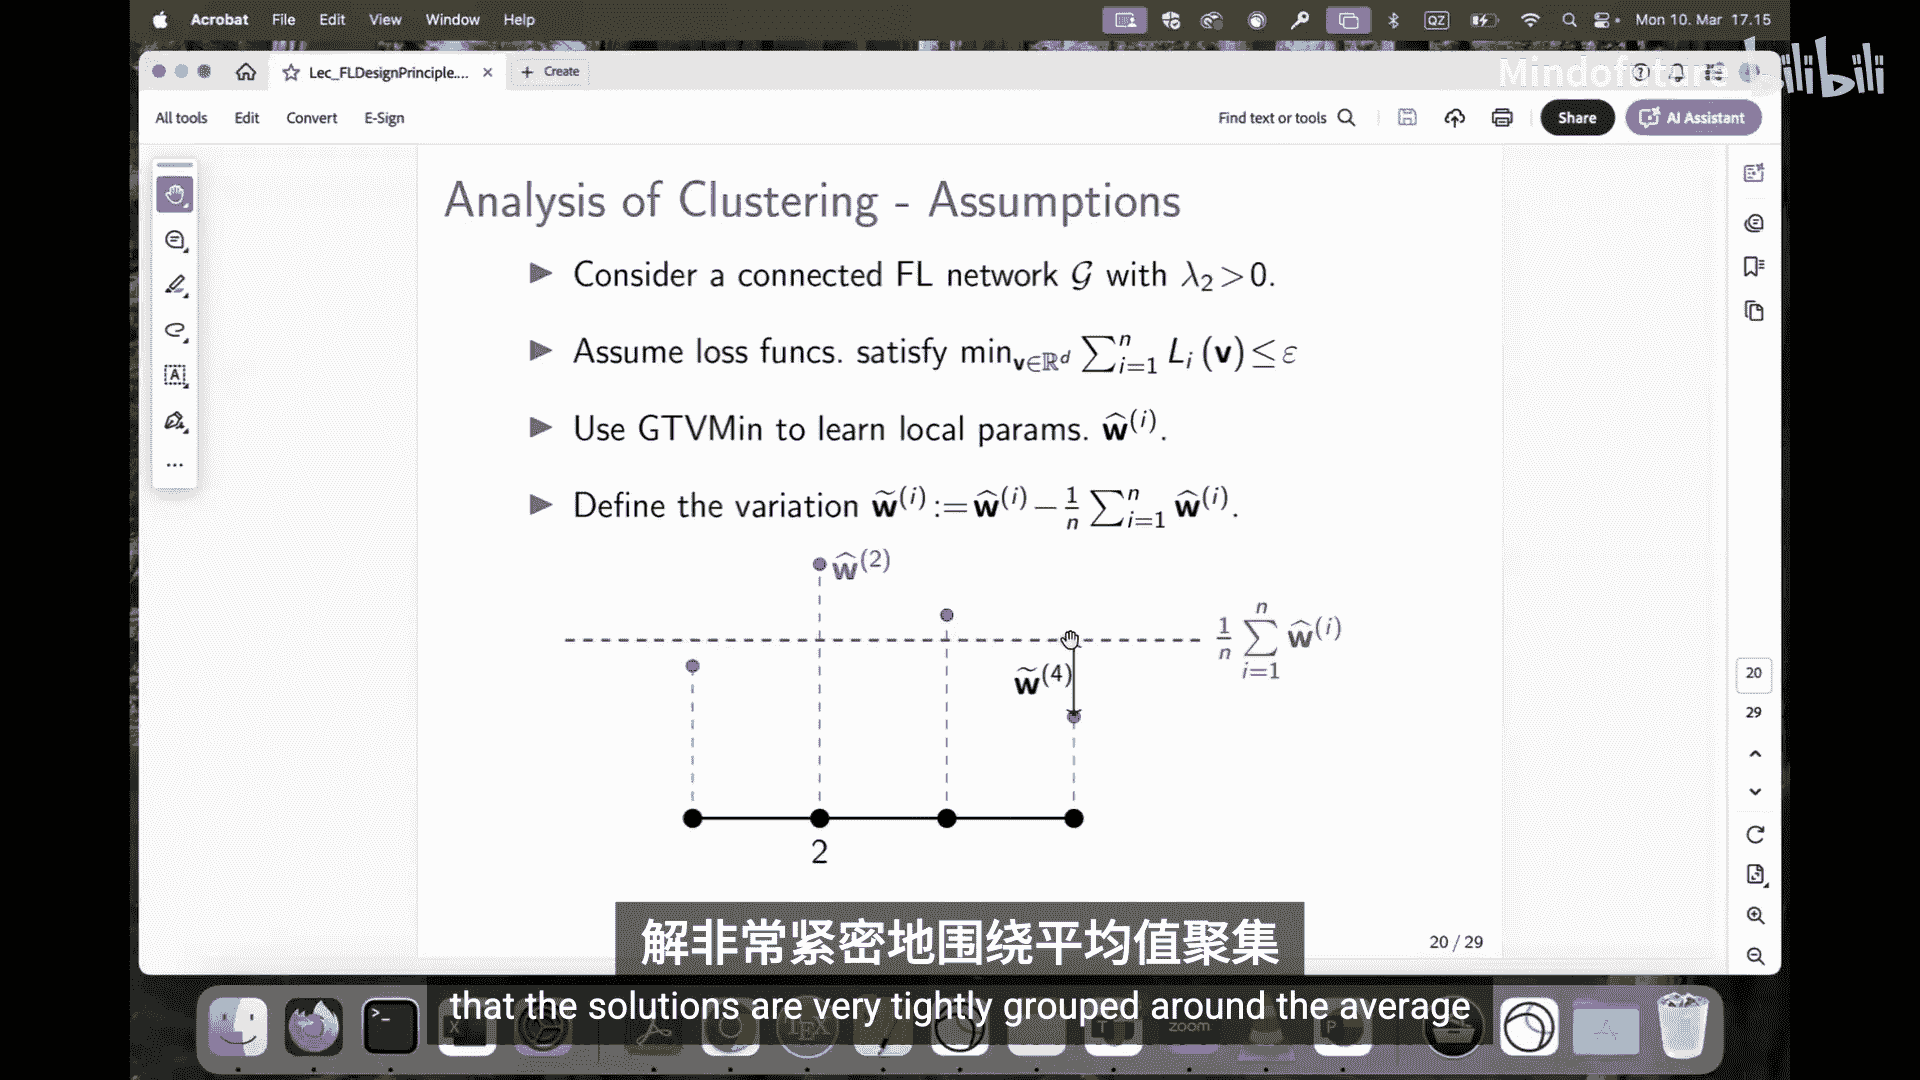 Acrobat File Edit View Window Help
QZ
Mon 10. Mar 17.15
Lec_FLDesignPrinciple....
+ Create
Mindofuture bilibili
All tools Edit Convert E-Sign
Find text or tools
Share
AI Assistant
Analysis of Clustering - Assumptions
▶ Consider a connected FL network 𝒢 with λ₂ > 0.
▶ Assume loss funcs. satisfy min_{v∈ℝ^d} ∑_{i=1}^{n} L_i (v) ≤ ε
▶ Use GTVMin to learn local params. ŵ^(i).
▶ Define the variation w̃^(i) := ŵ^(i) − 1/n ∑_{i=1}^{n} ŵ^(i).
ŵ^(2)
1/n ∑_{i=1}^{n} ŵ^(i)
w̃^(4)
2
20
29
20 / 29
解非常紧密地围绕平均值聚集
that the solutions are very tightly grouped around the average
zoom